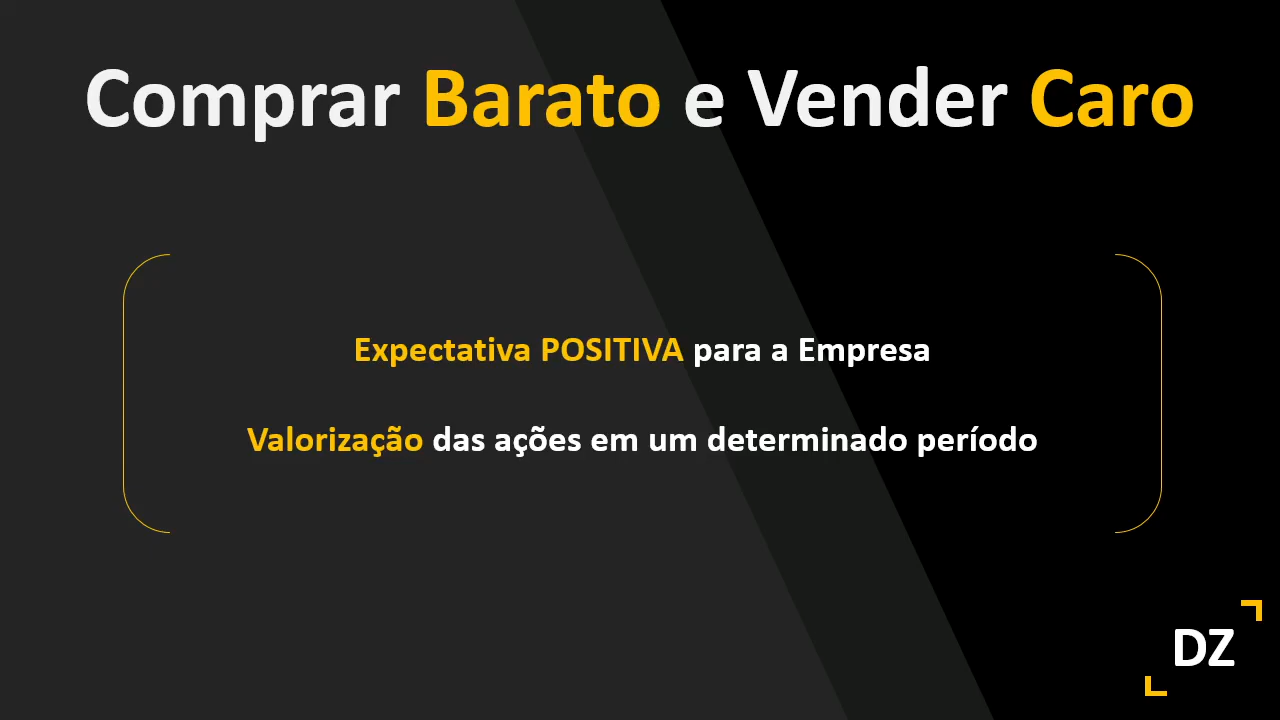 Comprar Barato e Vender Caro
Expectativa POSITIVA para a Empresa
Valorização das ações em um determinado período
DZ